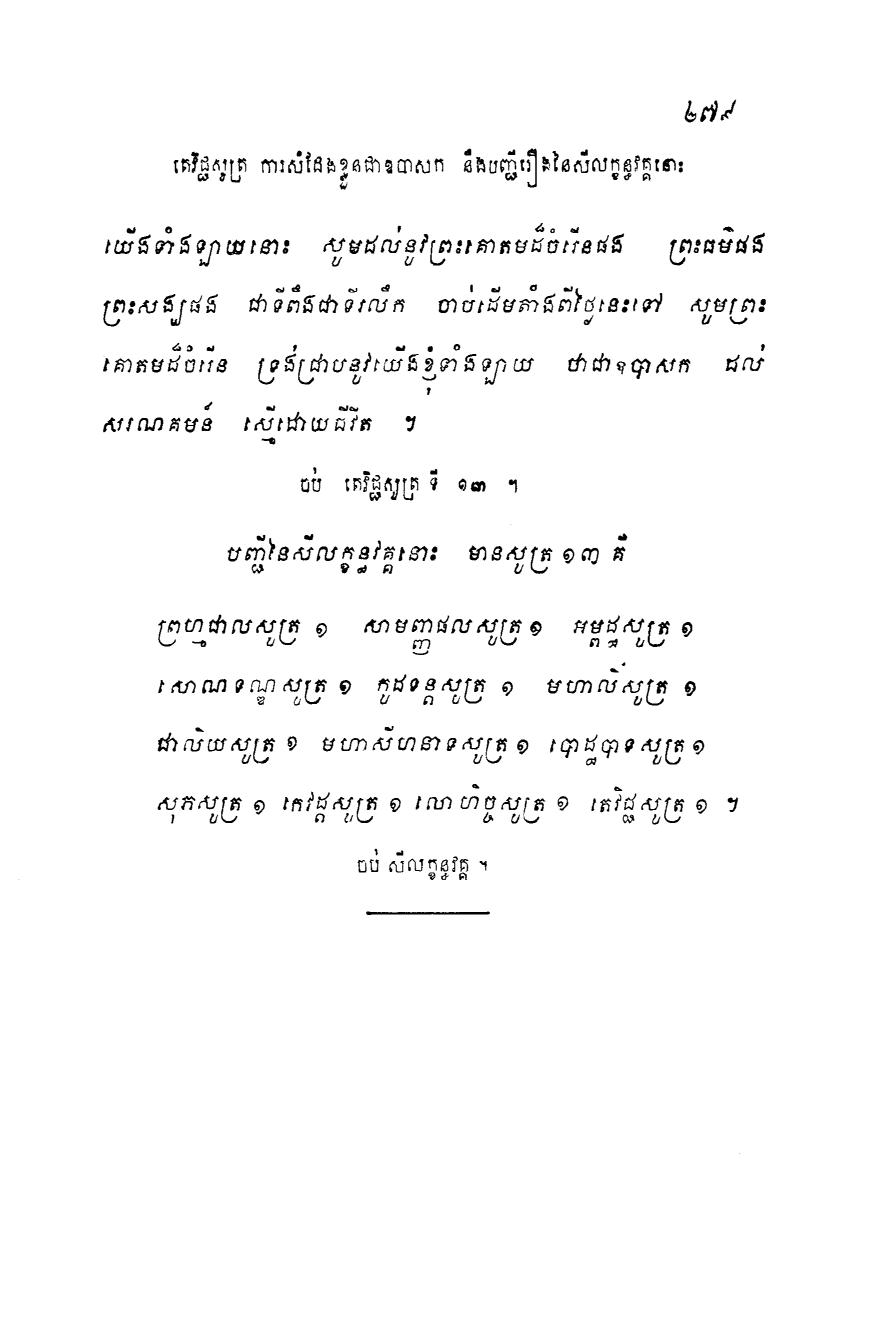 ២៧៩
តេវិជ្ជសូត្រ ការសំដែងខ្លួនជាឧបាសក នឹងបញ្ជីរឿងនៃសីលក្ខន្ធវគ្គនោះ
យើងទាំងឡាយនោះ សូមដល់នូវព្រះគោតមដ៏ចំរើនផង ព្រះធម៌ផង
ព្រះសង្ឃផង ជាទីពឹងជាទីរលឹក ចាប់ដើមតាំងពីថ្ងៃនេះទៅ សូមព្រះ
គោតមដ៏ចំរើន ទ្រង់ជ្រាបនូវយើងខ្ញុំទាំងឡាយ ថាជាឧបាសក ដល់
សរណគមន៍ ស្មើដោយជីវិត ។
ចប់ តេវិជ្ជសូត្រ ទី ១៣ ។
បញ្ជីនៃសីលក្ខន្ធវគ្គនោះ មានសូត្រ ១៣ គឺ
ព្រហ្មជាលសូត្រ ១ សាមញ្ញផលសូត្រ ១ អម្ពដ្ឋសូត្រ ១
សោណទណ្ឌសូត្រ ១ កូដទន្តសូត្រ ១ មហាលិសូត្រ ១
ជាលិយសូត្រ ១ មហាសីហនាទសូត្រ ១ បោដ្ឋបាទសូត្រ ១
សុភសូត្រ ១ កេវដ្ដសូត្រ ១ លោហិច្ចសូត្រ ១ តេវិជ្ជសូត្រ ១ ។
ចប់ សីលក្ខន្ធវគ្គ ។